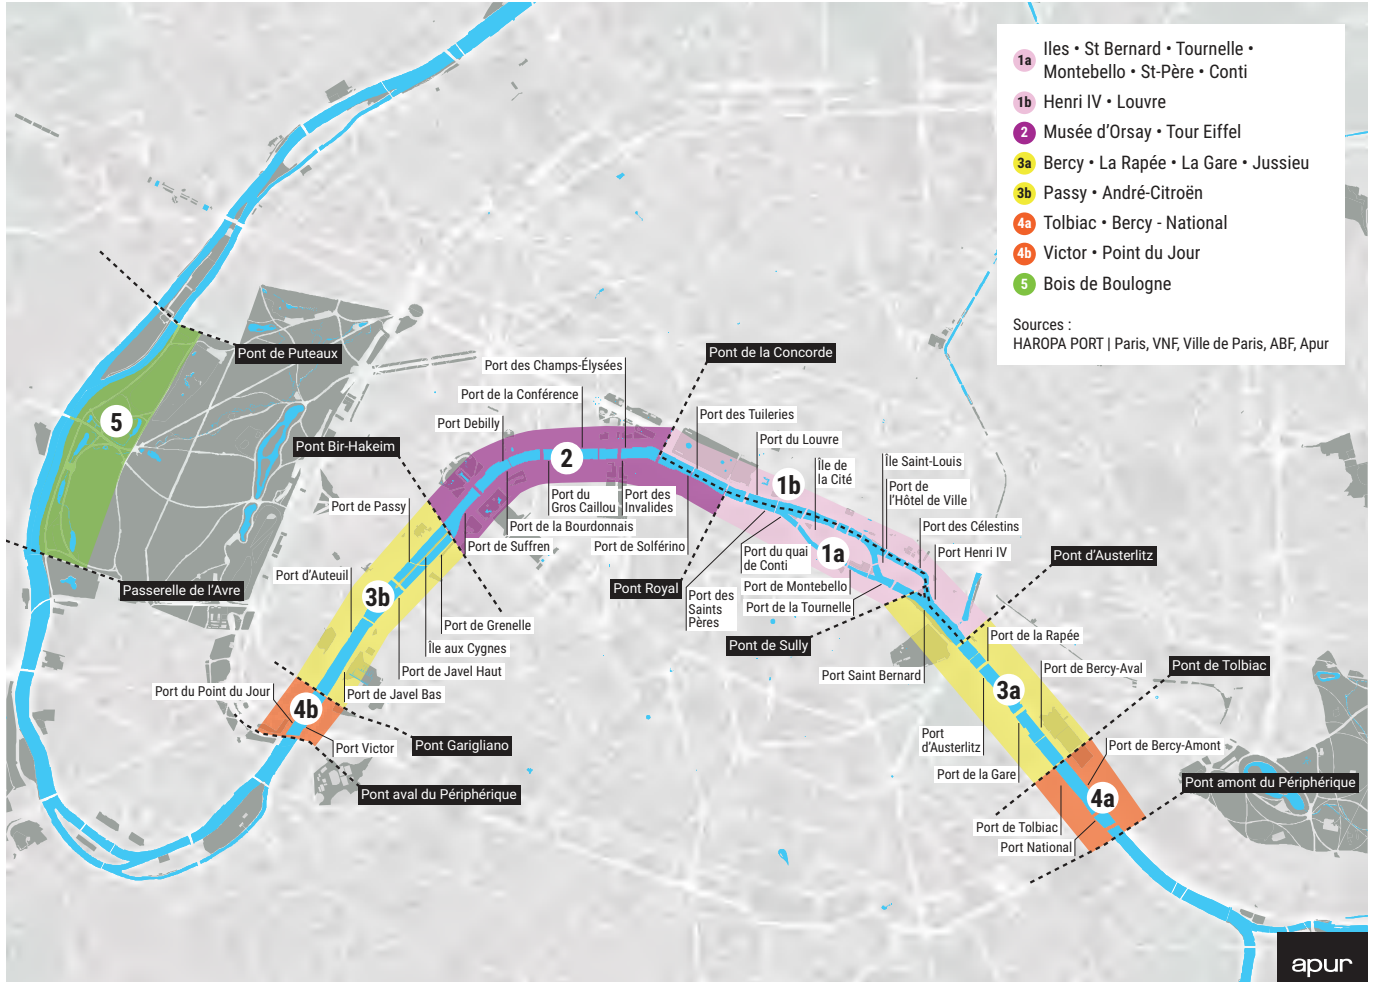 1a
Iles • St Bernard • Tournelle •
Montebello • St-Père • Conti
1b
Henri IV • Louvre
2
Musée d'Orsay • Tour Eiffel
3a
Bercy • La Rapée • La Gare • Jussieu
3b
Passy • André-Citroën
4a
Tolbiac • Bercy - National
4b
Victor • Point du Jour
5
Bois de Boulogne
Sources :
HAROPA PORT | Paris, VNF, Ville de Paris, ABF, Apur
Pont de Puteaux
Pont de la Concorde
Port des Champs-Élysées
Port de la Conférence
Port Debilly
Port des Tuileries
5
Pont Bir-Hakeim
2
Port du Louvre
Île de
la Cité
Île Saint-Louis
1b
Port de
l'Hôtel de Ville
Port du
Gros Caillou
Port des
Invalides
Port de Passy
Port de la Bourdonnais
Port des Célestins
Port de Suffren
Port de Solférino
Port du quai
de Conti
1a
Port Henri IV
Pont d'Austerlitz
Port d'Auteuil
Passerelle de l'Avre
3b
Pont Royal
Port de Montebello
Port des
Saints
Pères
Port de la Tournelle
Port de Grenelle
Pont de Sully
Port de la Rapée
Île aux Cygnes
Port de Javel Haut
Port Saint Bernard
Port de Bercy-Aval
Pont de Tolbiac
Port du Point du Jour
Port de Javel Bas
3a
4b
Port Victor
Pont Garigliano
Port
d'Austerlitz
Port de Bercy-Amont
Port de la Gare
Pont amont du Périphérique
Pont aval du Périphérique
4a
Port de Tolbiac
Port National
apur